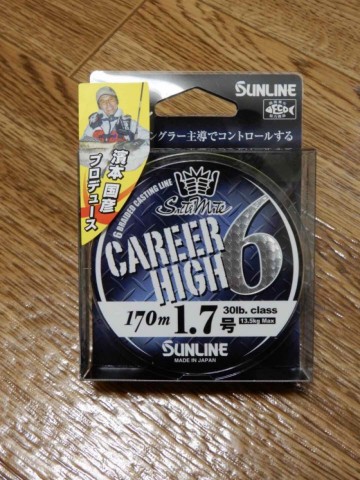 SUNLINE
FECO
ングラー主導でコントロールする
濱本国彦
プロデュース
6 BRAIDED CASTING LINE
SaltiMate
CAREER
HIGH 6
170m 1.7号
30lb. class
13.5kg Max
SUNLINE
MADE IN JAPAN